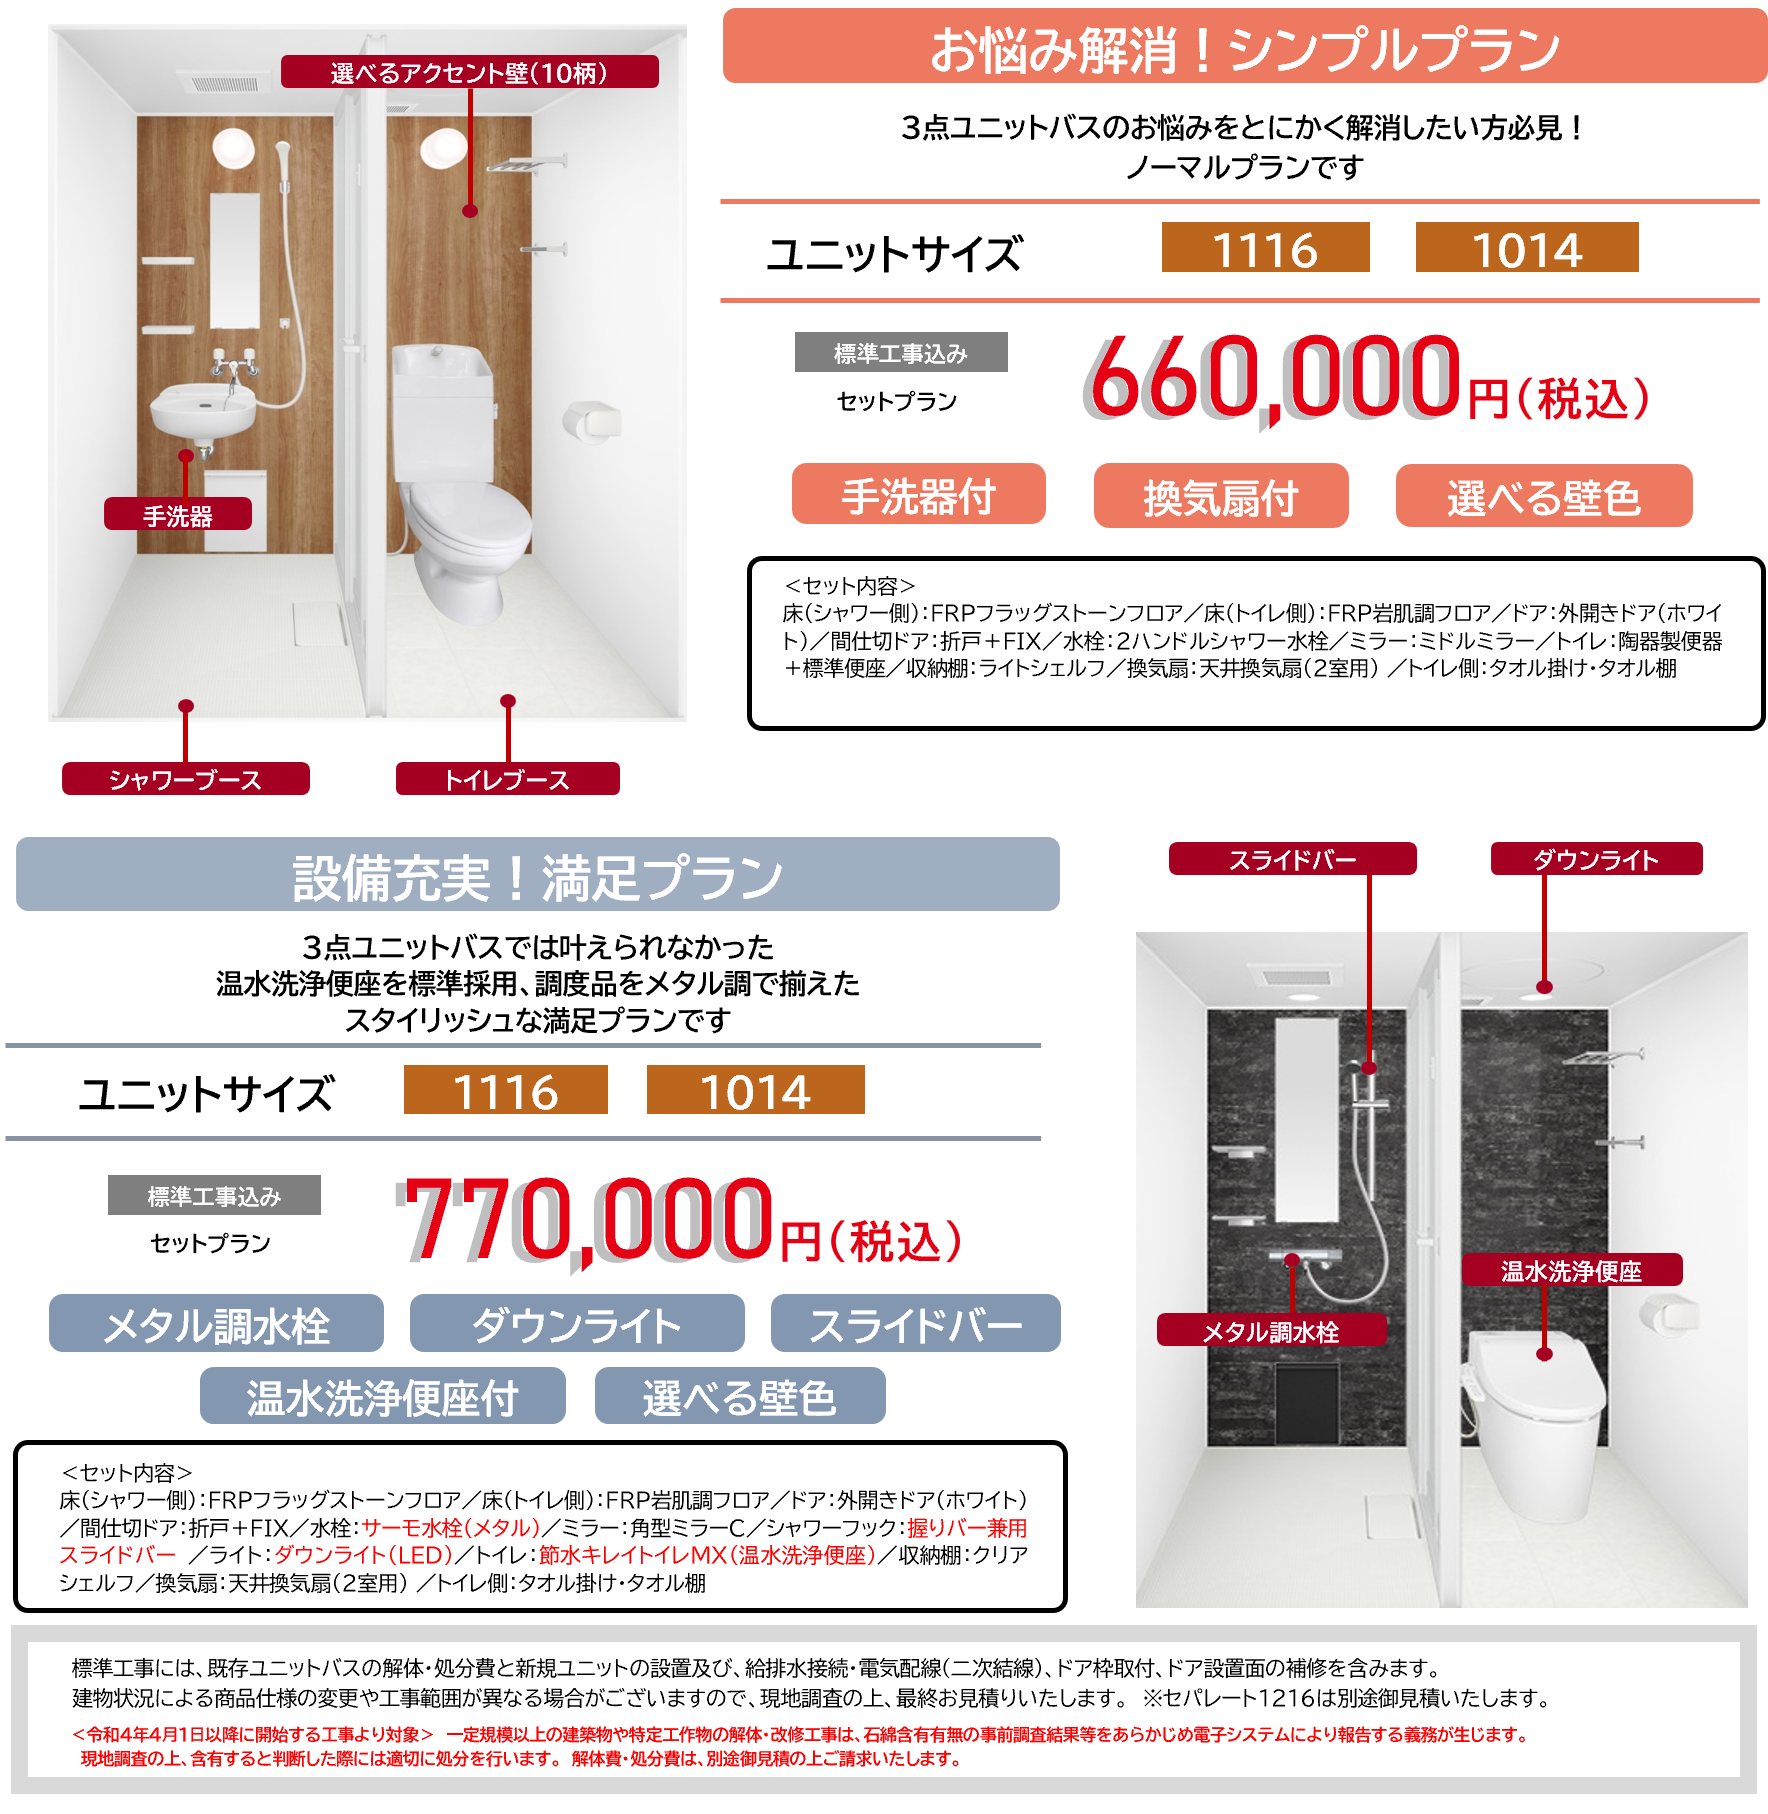 選べるアクセント壁(10柄)
手洗器
シャワーブース
トイレブース
お悩み解消！シンプルプラン
3点ユニットバスのお悩みをとにかく解消したい方必見！
ノーマルプランです
ユニットサイズ
1116
1014
標準工事込み
セットプラン
660,000円(税込)
手洗器付
換気扇付
選べる壁色
＜セット内容＞
床(シャワー側)：FRPフラッグストーンフロア／床(トイレ側)：FRP岩肌調フロア／ドア：外開きドア(ホワイ
ト)／間仕切ドア：折戸＋FIX／水栓：2ハンドルシャワー水栓／ミラー：ミドルミラー／トイレ：陶器製便器
＋標準便座／収納棚：ライトシェルフ／換気扇：天井換気扇(2室用) ／トイレ側：タオル掛け・タオル棚
設備充実！満足プラン
3点ユニットバスでは叶えられなかった
温水洗浄便座を標準採用、調度品をメタル調で揃えた
スタイリッシュな満足プランです
ユニットサイズ
1116
1014
標準工事込み
セットプラン
770,000円(税込)
メタル調水栓
ダウンライト
スライドバー
温水洗浄便座付
選べる壁色
＜セット内容＞
床(シャワー側)：FRPフラッグストーンフロア／床(トイレ側)：FRP岩肌調フロア／ドア：外開きドア(ホワイト)
／間仕切ドア：折戸＋FIX／水栓：サーモ水栓(メタル)／ミラー：角型ミラーC／シャワーフック：握りバー兼用
スライドバー ／ライト：ダウンライト(LED)／トイレ：節水キレイトイレMX(温水洗浄便座)／収納棚：クリア
シェルフ／換気扇：天井換気扇(2室用) ／トイレ側：タオル掛け・タオル棚
スライドバー
ダウンライト
温水洗浄便座
メタル調水栓
標準工事には、既存ユニットバスの解体・処分費と新規ユニットの設置及び、給排水接続・電気配線(二次結線)、ドア枠取付、ドア設置面の補修を含みます。
建物状況による商品仕様の変更や工事範囲が異なる場合がございますので、現地調査の上、最終お見積りいたします。 ※セパレート1216は別途御見積いたします。
＜令和4年4月1日以降に開始する工事より対象＞ 一定規模以上の建築物や特定工作物の解体・改修工事は、石綿含有有無の事前調査結果等をあらかじめ電子システムにより報告する義務が生じます。
現地調査の上、含有すると判断した際には適切に処分を行います。 解体費・処分費は、別途御見積の上ご請求いたします。